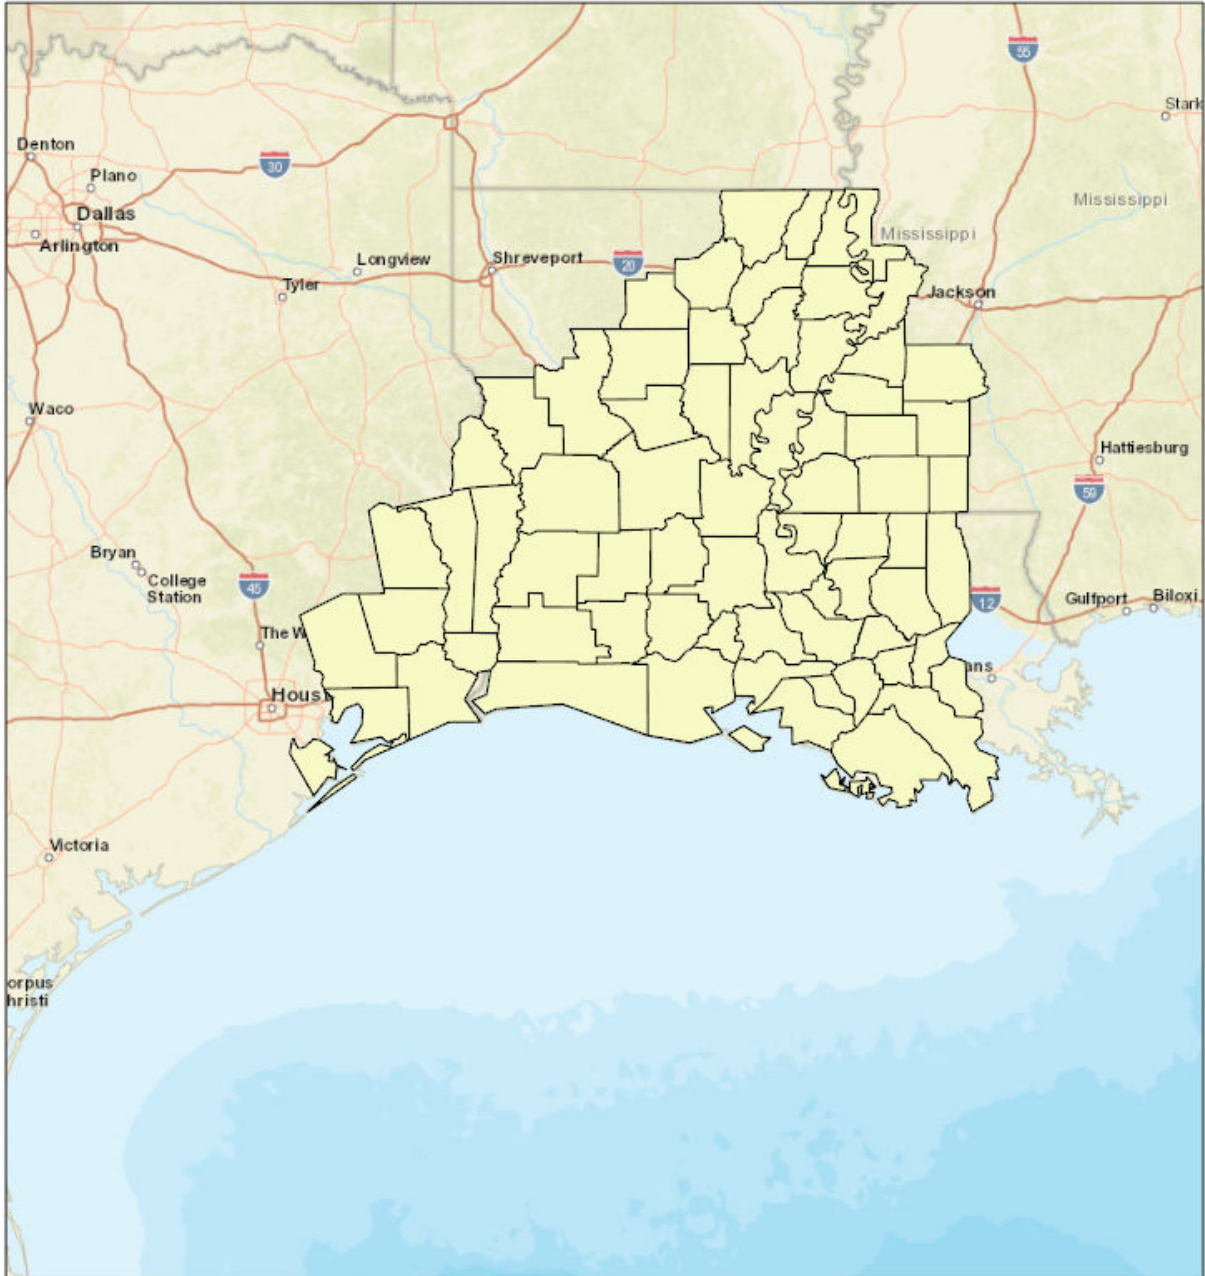 55
Stark
Denton
30
Plano
Mississippi
Dallas
Mississippi
Arlington
Longview
Shreveport
20
Tyler
Jackson
Waco
Hattiesburg
59
Bryan
College
Station
45
12
Gulfport
Biloxi
The W
ans
Houst
Victoria
orpus
hristi